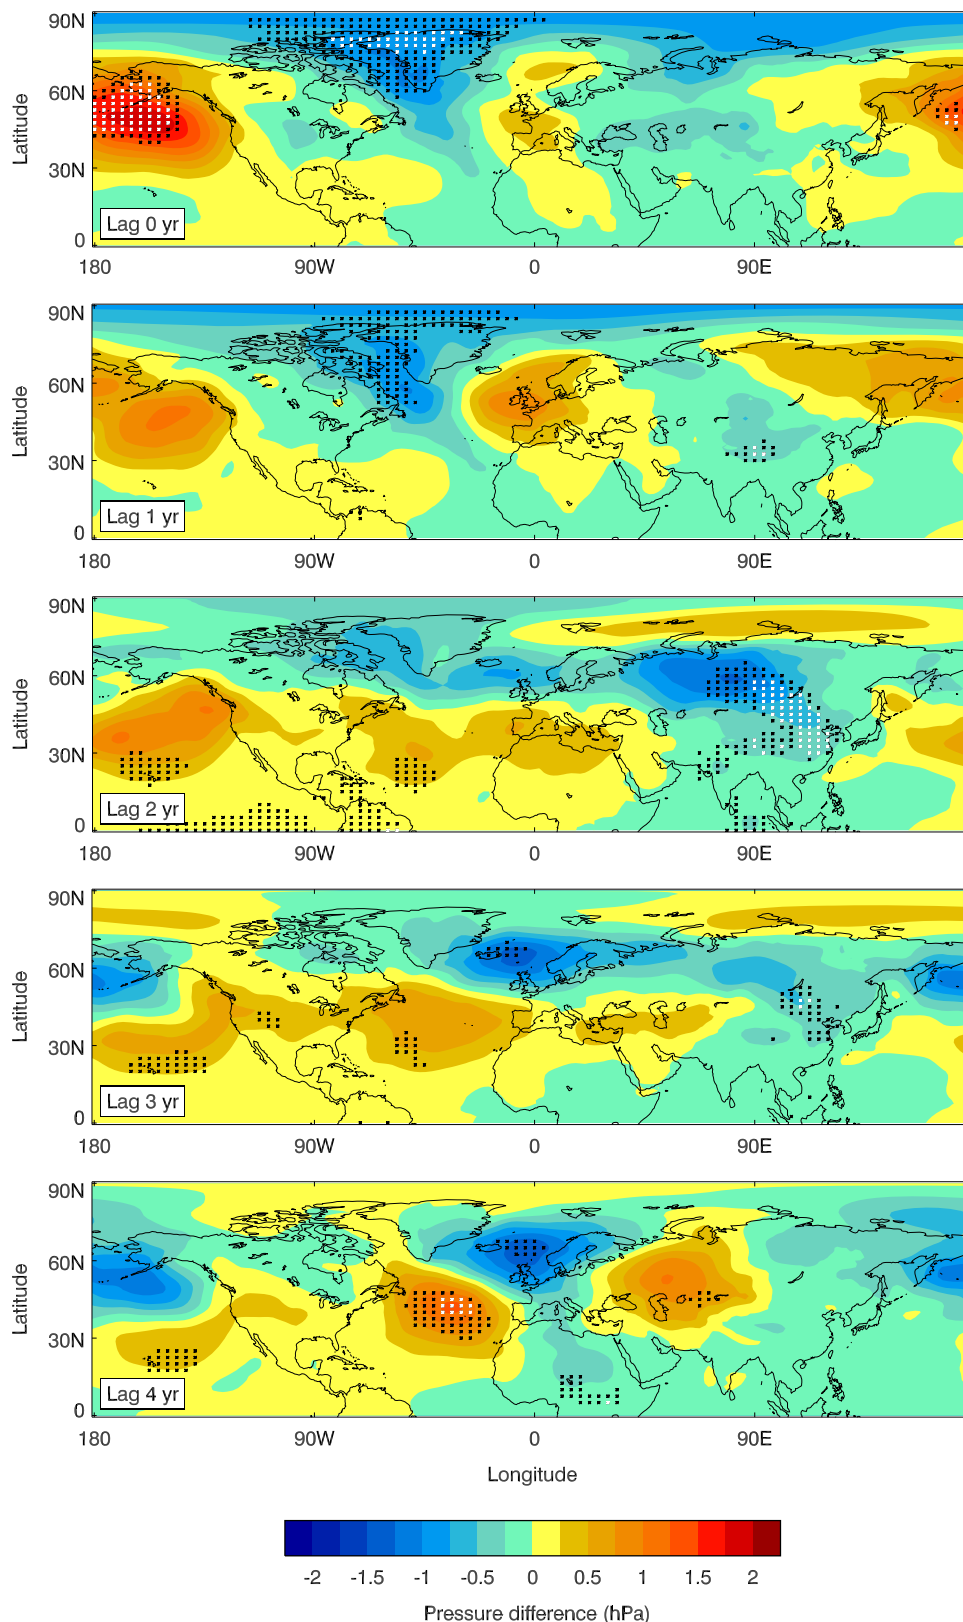 90N
60N
30N
0
Latitude
Lag 0 yr
180 90W 0 90E
90N
60N
30N
0
Latitude
Lag 1 yr
180 90W 0 90E
90N
60N
30N
0
Latitude
Lag 2 yr
180 90W 0 90E
90N
60N
30N
0
Latitude
Lag 3 yr
180 90W 0 90E
90N
60N
30N
0
Latitude
Lag 4 yr
180 90W 0 90E
Longitude
-2 -1.5 -1 -0.5 0 0.5 1 1.5 2
Pressure difference (hPa)